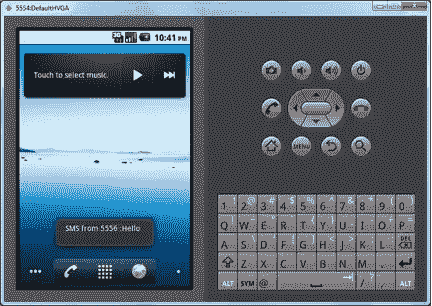 5554:DefaultHVGA
3G
10:41 PM
Touch to select music.
SMS from 5556 :Hello
MENU
1 2 3 4 5 6 7 8 9 0
Q W E R T Y U I O P
A S D F G H J K L DEL
Z X C V B N M .
ALT SYM @ / , ALT